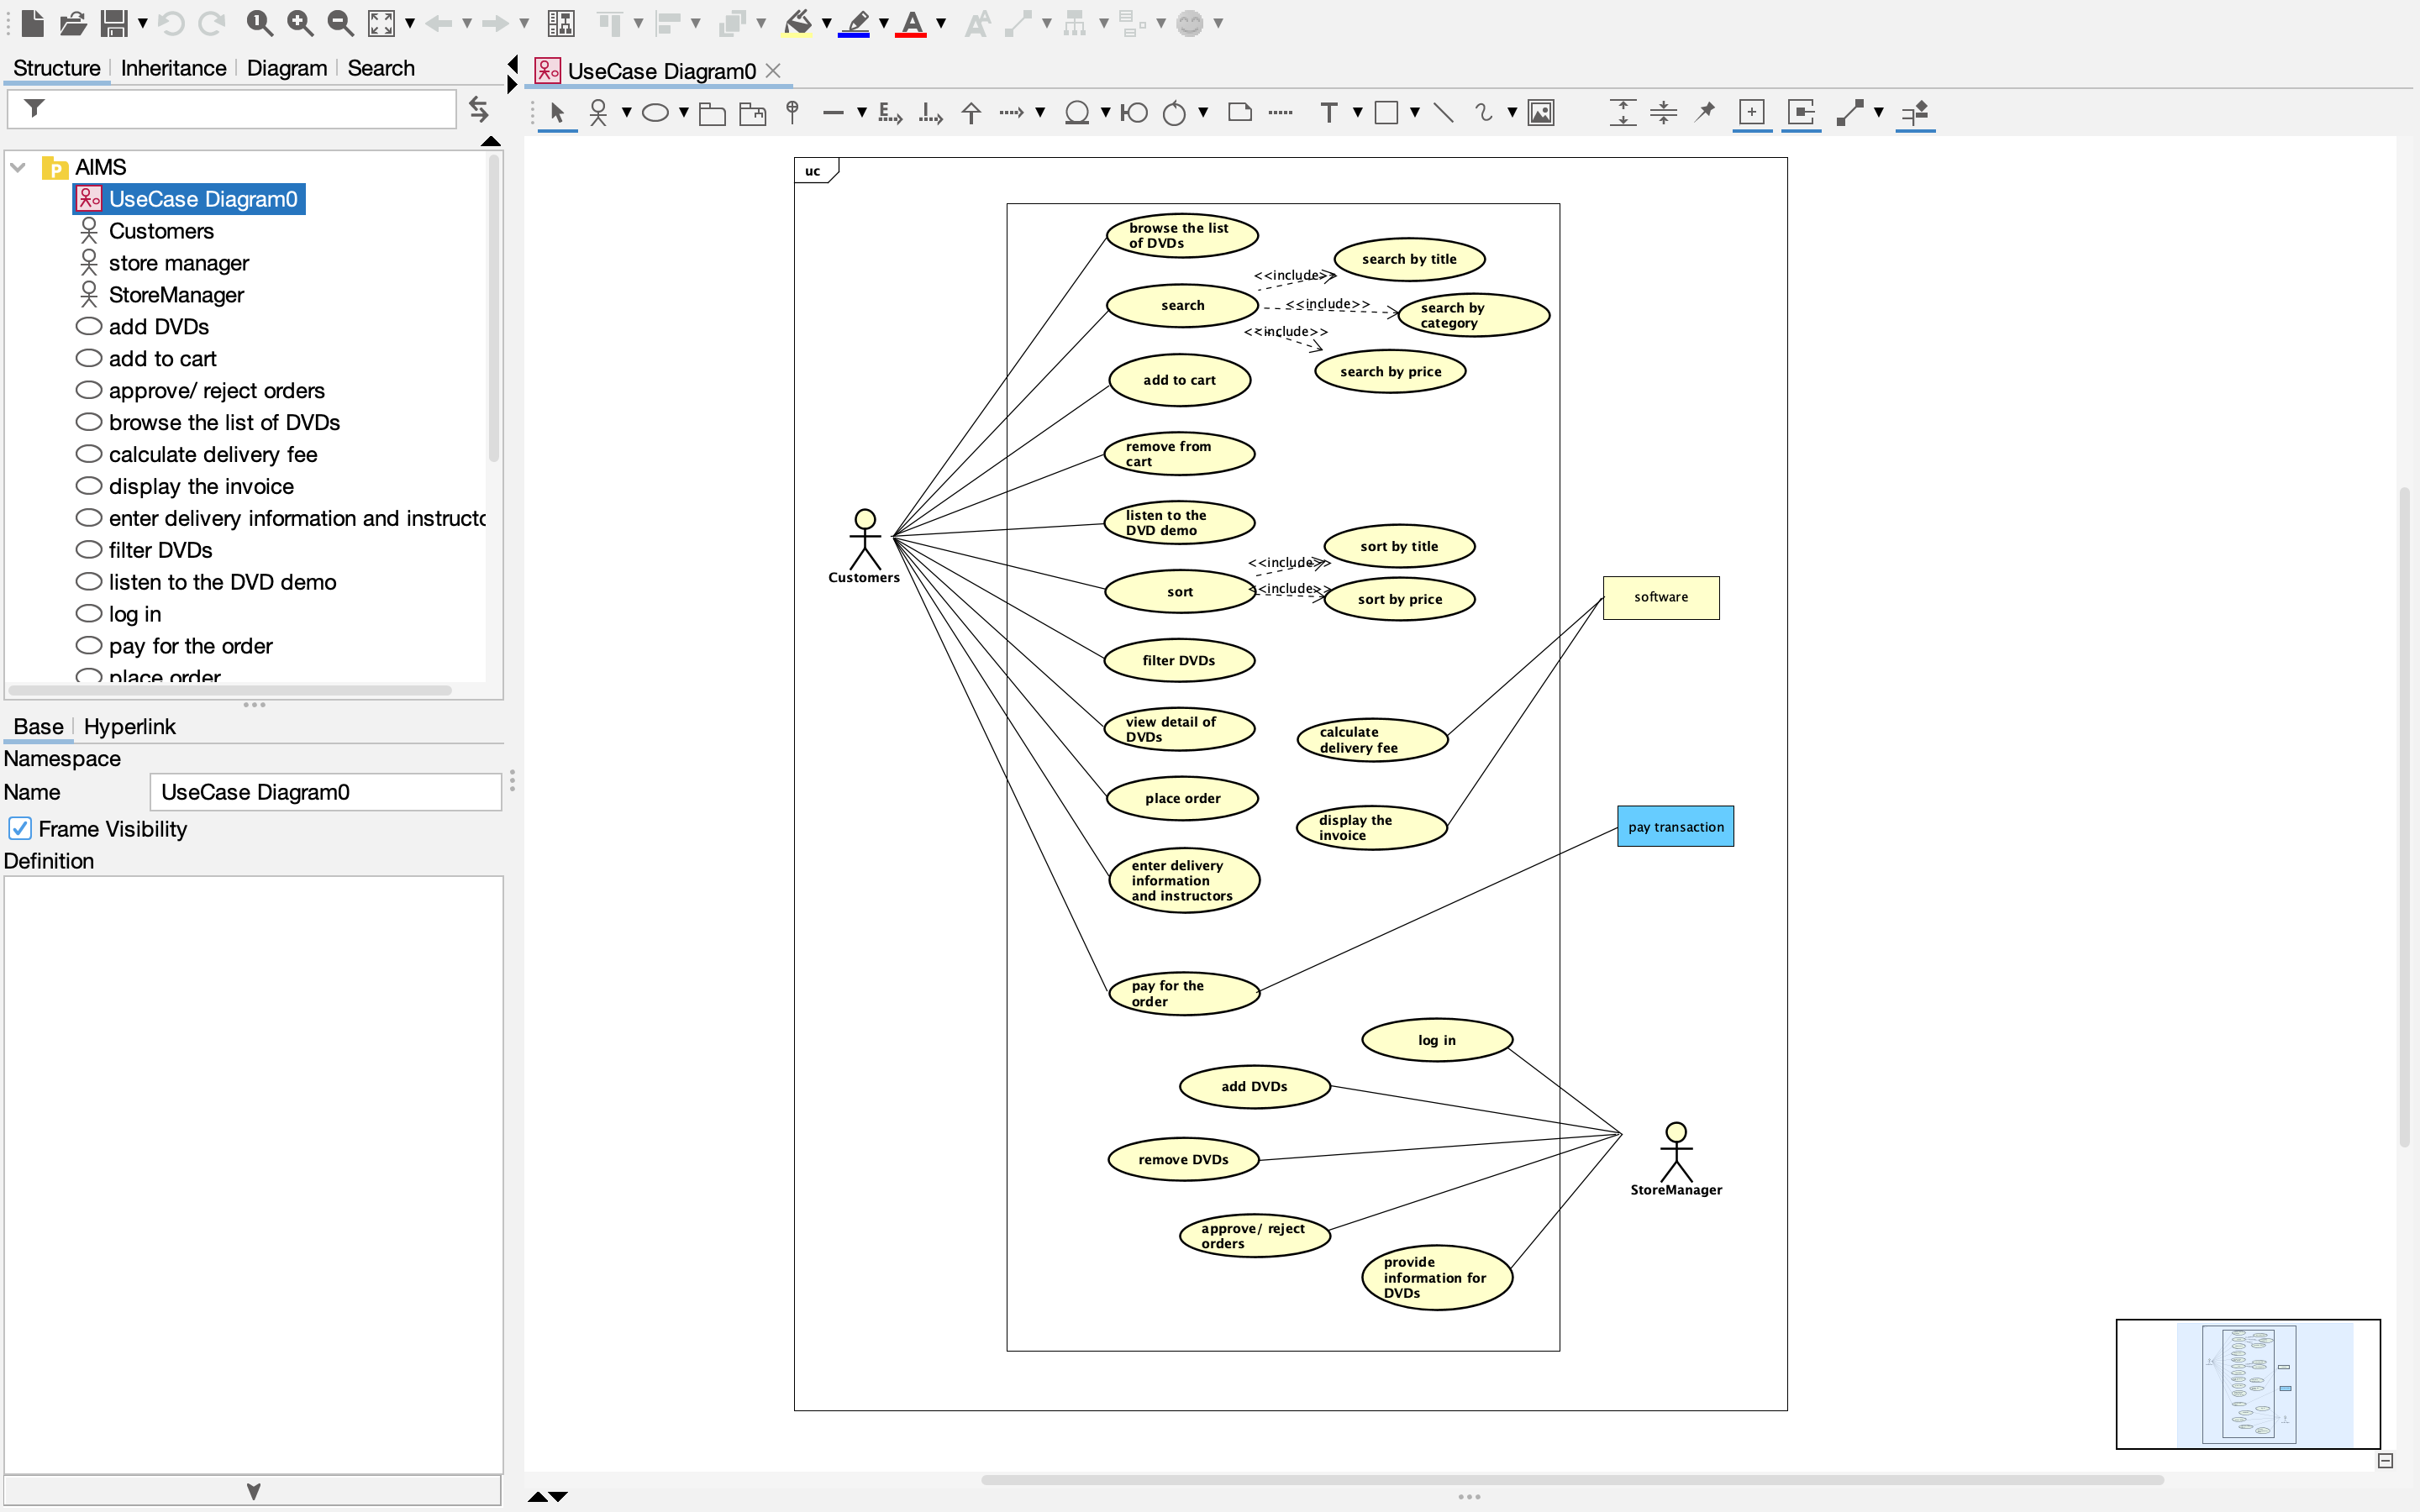 Structure
Inheritance
Diagram
Search
UseCase Diagram0
AIMS
UseCase Diagram0
Customers
store manager
StoreManager
add DVDs
add to cart
approve/ reject orders
browse the list of DVDs
calculate delivery fee
display the invoice
enter delivery information and instructo
filter DVDs
listen to the DVD demo
log in
pay for the order
place order
Base
Hyperlink
Namespace
Name
UseCase Diagram0
Frame Visibility
Definition
uc
browse the list
of DVDs
search by title
<<include>>
search
<<include>>
search by
category
<<include>>
search by price
add to cart
remove from
cart
listen to the
DVD demo
Customers
sort by title
<<include>>
sort
<<include>>
sort by price
software
filter DVDs
view detail of
DVDs
calculate
delivery fee
place order
display the
invoice
pay transaction
enter delivery
information
and instructors
pay for the
order
log in
add DVDs
remove DVDs
StoreManager
approve/ reject
orders
provide
information for
DVDs